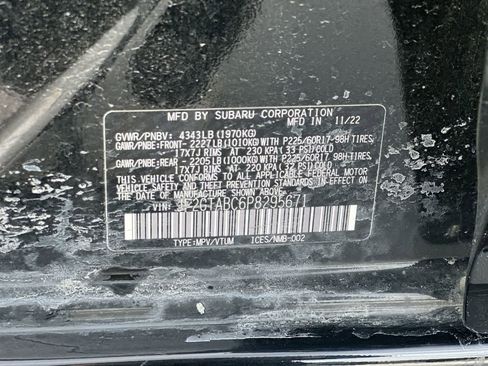 MFD BY SUBARU CORPORATION
MFD IN 11/22
GVWR/PNBV: 4343LB(1970KG)
GAWR/PNBE:FRONT-2227LB(1010KG) WITH P225/60R17-98H TIRES,
17X7J RIMS AT 230 KPA(33 PSI)COLD
GAWR/PNBE:REAR -2205LB(1000KG) WITH P225/60R17 98H TIRES,
17X7J RIMS AT 220 KPA(32 PSI)COLD
THIS VEHICLE CONFORMS TO ALL APPLICABLE
FEDERAL MOTOR VEHICLE SAFETY, BUMPER, AND
THEFT PREVENTION STANDARDS IN EFFECT ON
THE DATE OF MANUFACTURE SHOWN ABOVE.
VIN:
TYPE:MPV/VTUM ICES/NMB-002